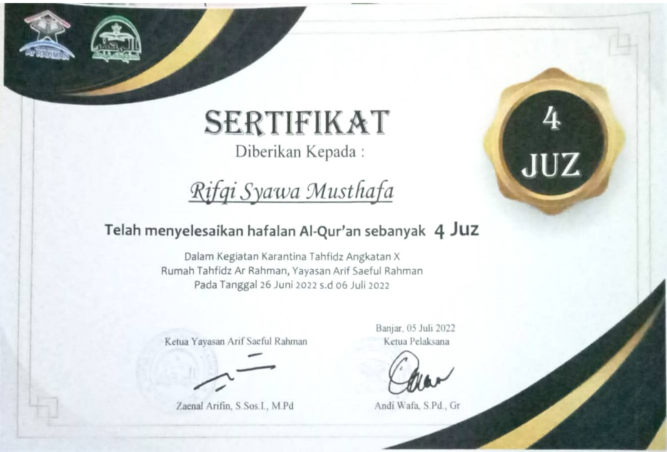 SERTIFIKAT
Diberikan Kepada :
Rifqi Syawa Musthafa
Telah menyelesaikan hafalan Al-Qur'an sebanyak 4 Juz
Dalam Kegiatan Karantina Tahfidz Angkatan X
Rumah Tahfidz Ar Rahman, Yayasan Arif Saeful Rahman
Pada Tanggal 26 Juni 2022 s.d 06 Juli 2022
4
JUZ
Banjar, 05 Juli 2022
Ketua Yayasan Arif Saeful Rahman
Ketua Pelaksana
Zaenal Arifin, S.Sos.I., M.Pd
Andi Wafa, S.Pd., Gr